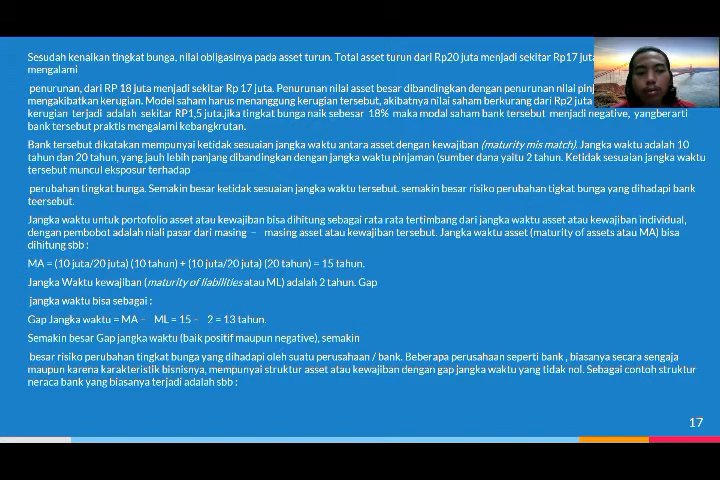 Sesudah kenaikan tingkat bunga, nilai obligasinya pada asset turun. Total asset turun dari Rp20 juta menjadi sekitar Rp17 juta
mengalami
penurunan, dari RP 18 juta menjadi sekitar Rp 17 juta. Penurunan nilai asset besar dibandingkan dengan penurunan nilai
mengakibatkan kerugian. Model saham harus menanggung kerugian tersebut, akibatnya nilai saham berkurang dari Rp2 juta
kerugian terjadi adalah sekitar RP1,5 juta.jika tingkat bunga naik sebesar 18% maka modal saham bank tersebut menjadi negative, yangberarti
bank tersebut praktis mengalami kebangkrutan.
Bank tersebut dikatakan mempunyai ketidak sesuaian jangka waktu antara asset dengan kewajiban (maturity mis match). Jangka waktu adalah 10
tahun dan 20 tahun, yang jauh lebih panjang dibandingkan dengan jangka waktu pinjaman (sumber dana yaitu 2 tahun. Ketidak sesuaian jangka waktu
tersebut muncul eksposur terhadap
perubahan tingkat bunga. Semakin besar ketidak sesuaian jangka waktu tersebut. semakin besar risiko perubahan tigkat bunga yang dihadapi bank
teersebut.
Jangka waktu untuk portofolio asset atau kewajiban bisa dihitung sebagai rata rata tertimbang dari jangka waktu asset atau kewajiban individual,
dengan pembobot adalah niali pasar dari masing – masing asset atau kewajiban tersebut. Jangka waktu asset (maturity of assets atau MA) bisa
dihitung sbb :
MA = (10 juta/20 juta) (10 tahun) + (10 juta/20 juta) (20 tahun) = 15 tahun.
Jangka Waktu kewajiban (maturity of liabilities atau ML) adalah 2 tahun. Gap
jangka waktu bisa sebagai :
Gap Jangka waktu = MA – ML = 15 – 2 = 13 tahun.
Semakin besar Gap jangka waktu (baik positif maupun negative), semakin
besar risiko perubahan tingkat bunga yang dihadapi oleh suatu perusahaan / bank. Beberapa perusahaan seperti bank , biasanya secara sengaja
maupun karena karakteristik bisnisnya, mempunyai struktur asset atau kewajiban dengan gap jangka waktu yang tidak nol. Sebagai contoh struktur
neraca bank yang biasanya terjadi adalah sbb :
17